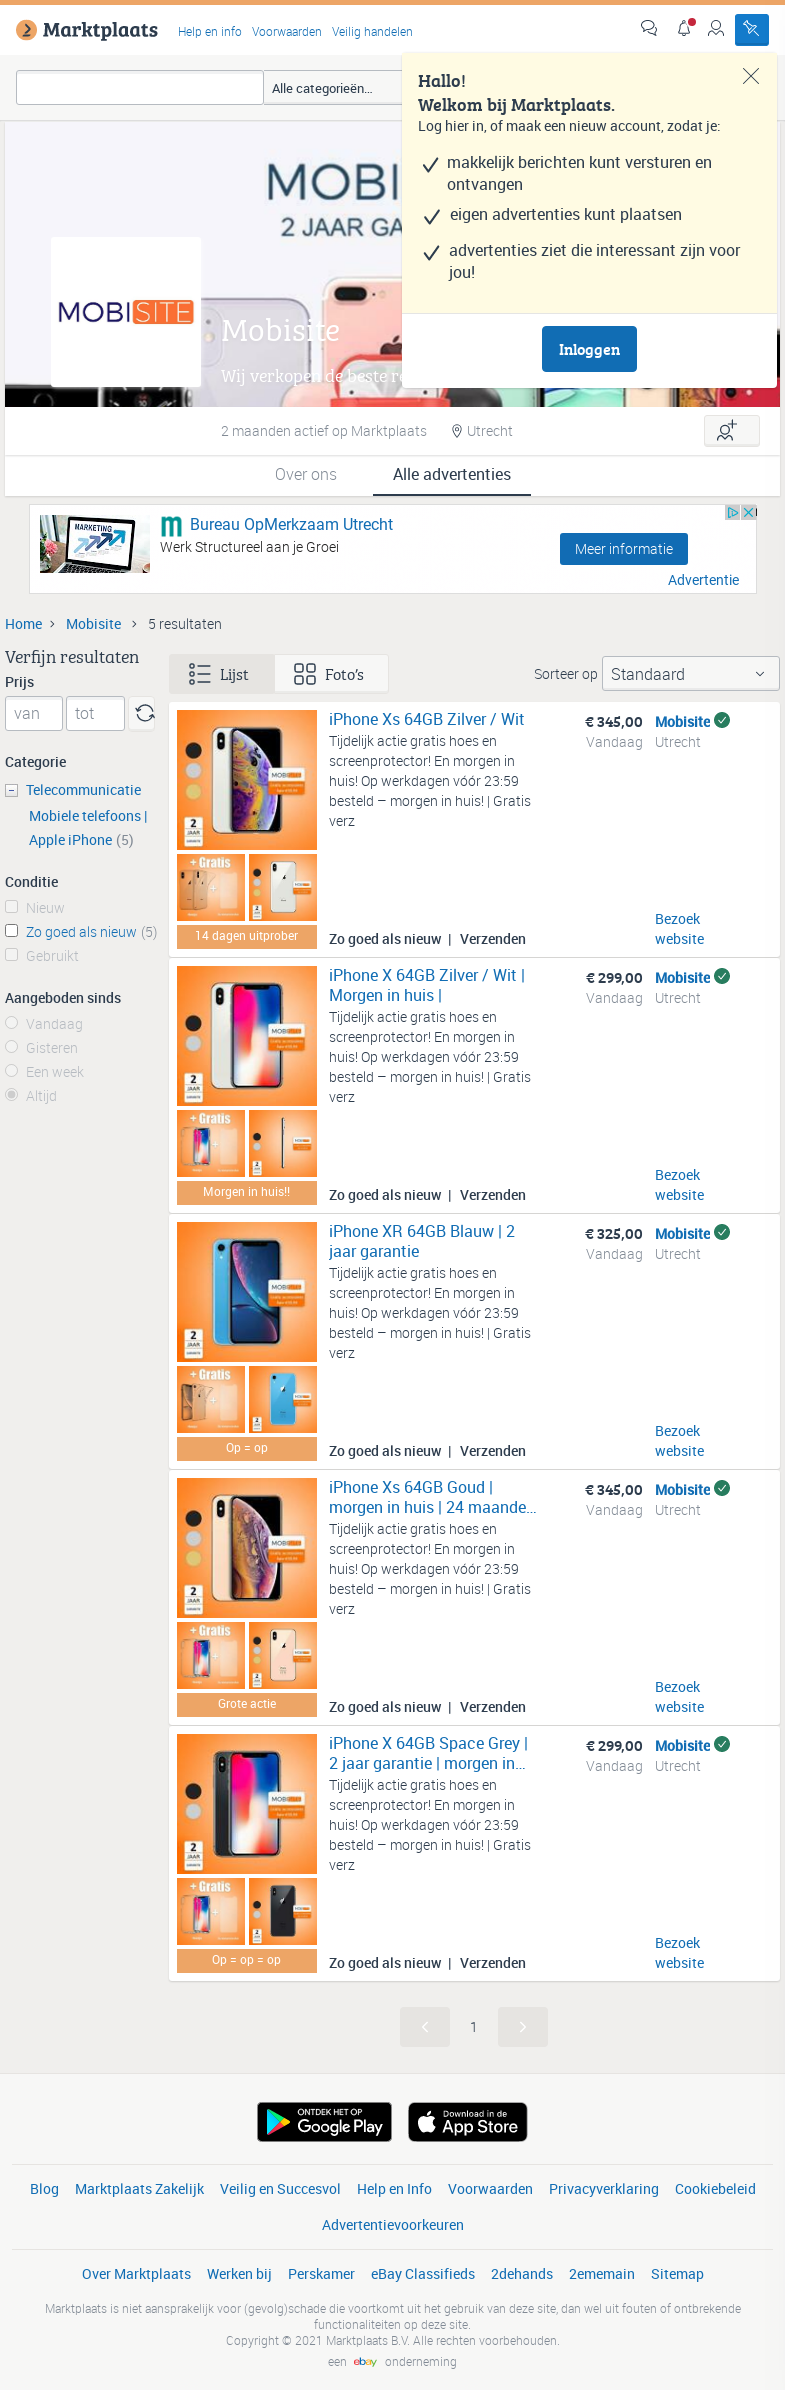 Marktplaats
Help en info Voorwaarden Veilig handelen
Alle categorieën...
Hallo!
Welkom bij Marktplaats.
Log hier in, of maak een nieuw account, zodat je:
makkelijk berichten kunt versturen en
ontvangen
eigen advertenties kunt plaatsen
advertenties ziet die interessant zijn voor
jou!
Inloggen
MOBIS
2 JAAR GA
MOBISITE
Mobisite
Wij verkopen de beste re
2 maanden actief op Marktplaats Utrecht
Over ons Alle advertenties
MARKETING
m Bureau OpMerkzaam Utrecht
Werk Structureel aan je Groei
Meer informatie
Advertentie
Home Mobisite 5 resultaten
Verfijn resultaten
Prijs
van tot
Categorie
Telecommunicatie
Mobiele telefoons |
Apple iPhone (5)
Conditie
Nieuw
Zo goed als nieuw (5)
Gebruikt
Aangeboden sinds
Vandaag
Gisteren
Een week
Altijd
Lijst Foto's
Sorteer op Standaard
iPhone Xs 64GB Zilver / Wit
Tijdelijk actie gratis hoes en
screenprotector! En morgen in
huis! Op werkdagen vóór 23:59
besteld – morgen in huis! | Gratis
verz
€ 345,00 Mobisite
Vandaag Utrecht
2 JAAR
+ Gratis
14 dagen uitprober
Zo goed als nieuw | Verzenden
Bezoek
website
iPhone X 64GB Zilver / Wit |
Morgen in huis |
Tijdelijk actie gratis hoes en
screenprotector! En morgen in
huis! Op werkdagen vóór 23:59
besteld – morgen in huis! | Gratis
verz
€ 299,00 Mobisite
Vandaag Utrecht
2 JAAR
+ Gratis
Morgen in huis!!
Zo goed als nieuw | Verzenden
Bezoek
website
iPhone XR 64GB Blauw | 2
jaar garantie
Tijdelijk actie gratis hoes en
screenprotector! En morgen in
huis! Op werkdagen vóór 23:59
besteld – morgen in huis! | Gratis
verz
€ 325,00 Mobisite
Vandaag Utrecht
2 JAAR
+ Gratis
Op = op
Zo goed als nieuw | Verzenden
Bezoek
website
iPhone Xs 64GB Goud |
morgen in huis | 24 maande...
Tijdelijk actie gratis hoes en
screenprotector! En morgen in
huis! Op werkdagen vóór 23:59
besteld – morgen in huis! | Gratis
verz
€ 345,00 Mobisite
Vandaag Utrecht
2 JAAR
+ Gratis
Grote actie
Zo goed als nieuw | Verzenden
Bezoek
website
iPhone X 64GB Space Grey |
2 jaar garantie | morgen in...
Tijdelijk actie gratis hoes en
screenprotector! En morgen in
huis! Op werkdagen vóór 23:59
besteld – morgen in huis! | Gratis
verz
€ 299,00 Mobisite
Vandaag Utrecht
2 JAAR
+ Gratis
Op = op = op
Zo goed als nieuw | Verzenden
Bezoek
website
1
ONTDEK HET OP
Google Play
Download in de
App Store
Blog Marktplaats Zakelijk Veilig en Succesvol Help en Info Voorwaarden Privacyverklaring Cookiebeleid
Advertentievoorkeuren
Over Marktplaats Werken bij Perskamer eBay Classifieds 2dehands 2ememain Sitemap
Marktplaats is niet aansprakelijk voor (gevolg)schade die voortkomt uit het gebruik van deze site, dan wel uit fouten of ontbrekende
functionaliteiten op deze site.
Copyright © 2021 Marktplaats B.V. Alle rechten voorbehouden.
een ebay onderneming